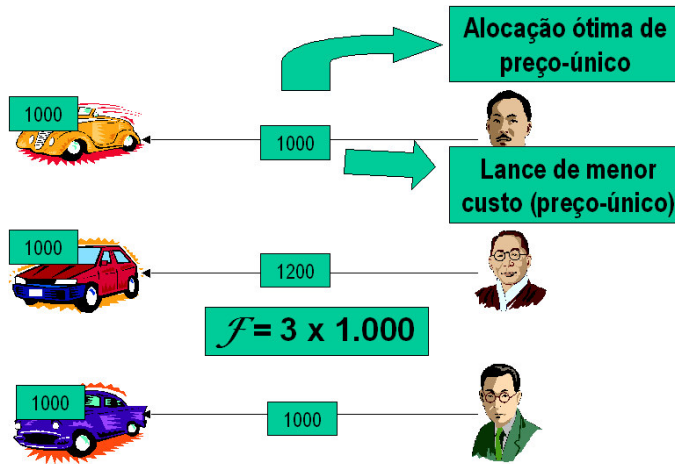 Alocação ótima de
preço-único
1000
1000
Lance de menor
custo (preço-único)
1000
1200
ℱ = 3 x 1.000
1000
1000